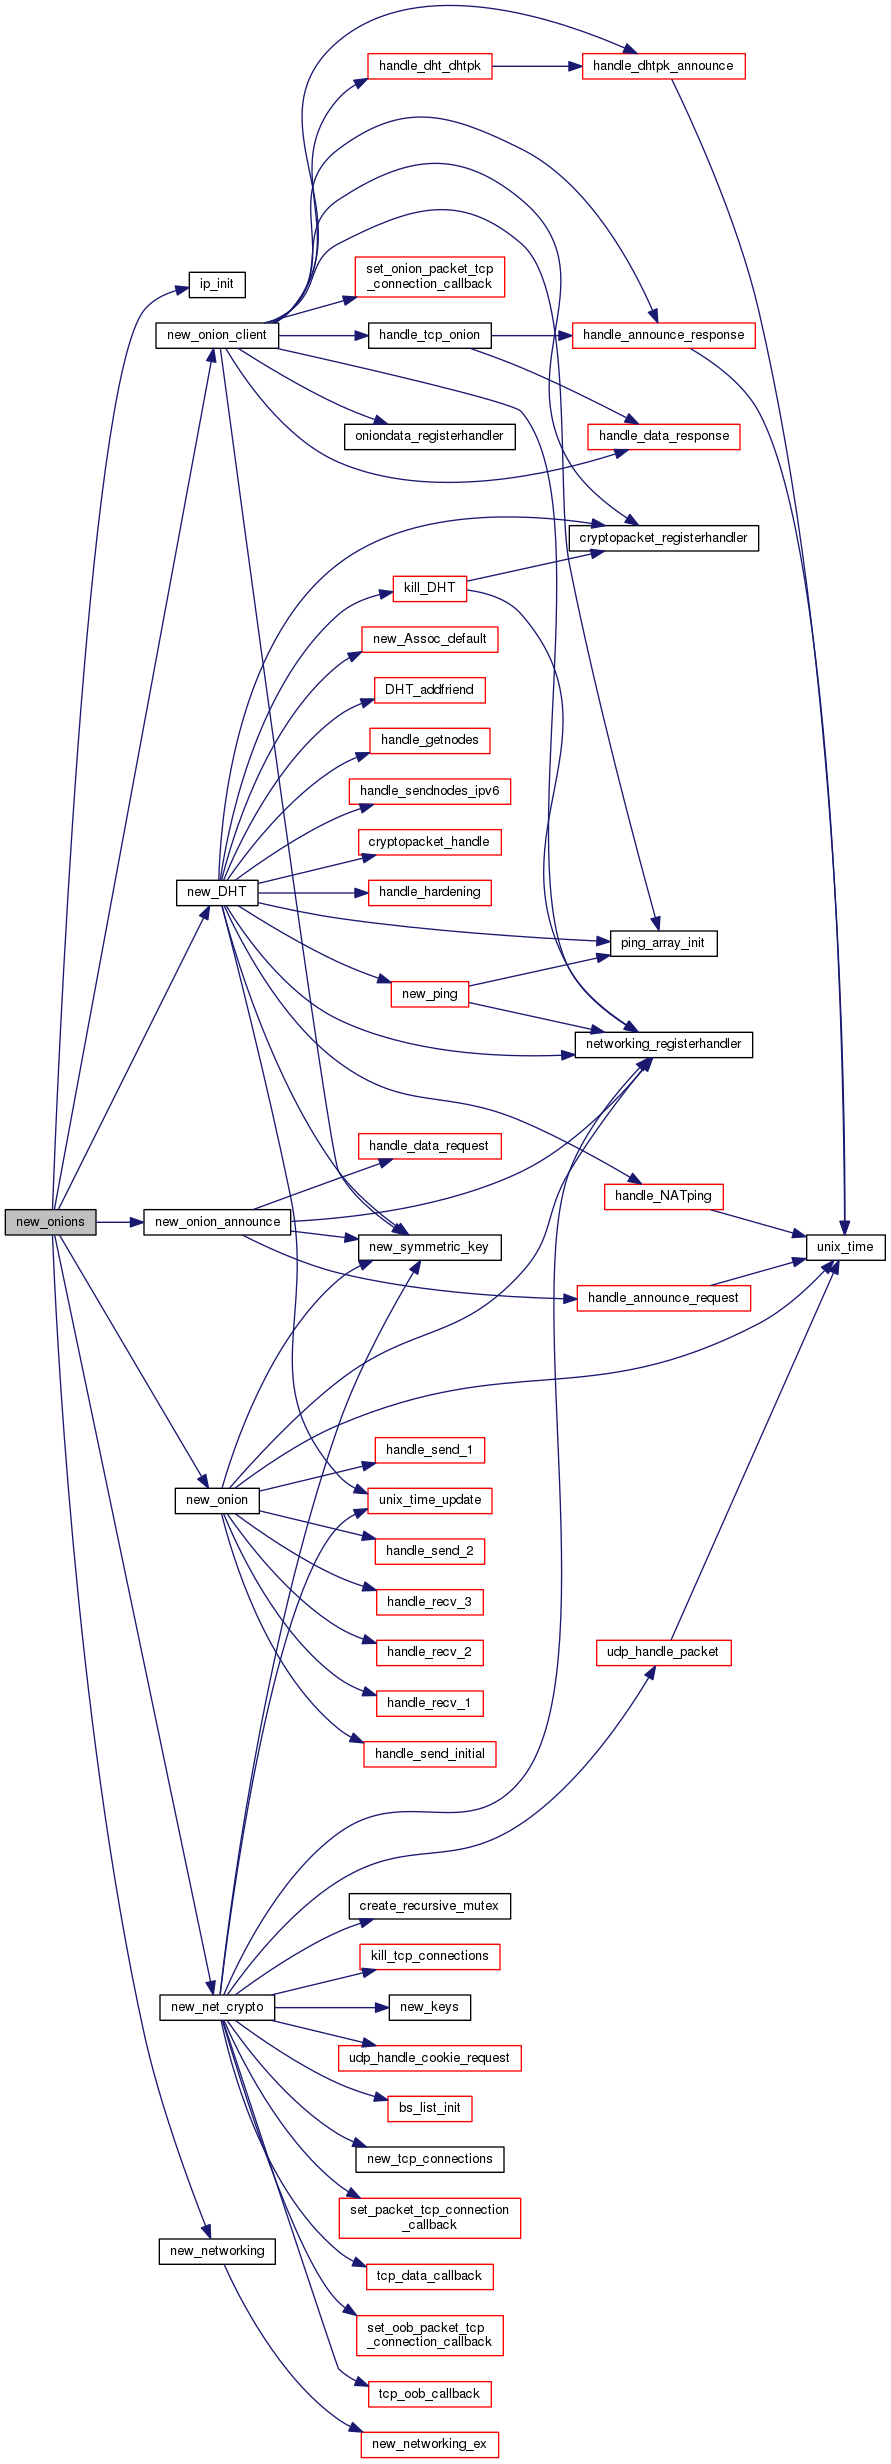 handle_dht_dhtpk
handle_dhtpk_announce
set_onion_packet_tcp
_connection_callback
ip_init
new_onion_client
handle_tcp_onion
handle_announce_response
oniondata_registerhandler
handle_data_response
cryptopacket_registerhandler
kill_DHT
new_Assoc_default
DHT_addfriend
handle_getnodes
handle_sendnodes_ipv6
cryptopacket_handle
new_DHT
handle_hardening
ping_array_init
new_ping
networking_registerhandler
handle_data_request
handle_NATping
new_onions
new_onion_announce
new_symmetric_key
unix_time
handle_announce_request
handle_send_1
new_onion
unix_time_update
handle_send_2
handle_recv_3
handle_recv_2
udp_handle_packet
handle_recv_1
handle_send_initial
create_recursive_mutex
kill_tcp_connections
new_net_crypto
new_keys
udp_handle_cookie_request
bs_list_init
new_tcp_connections
set_packet_tcp_connection
_callback
new_networking
tcp_data_callback
set_oob_packet_tcp
_connection_callback
tcp_oob_callback
new_networking_ex